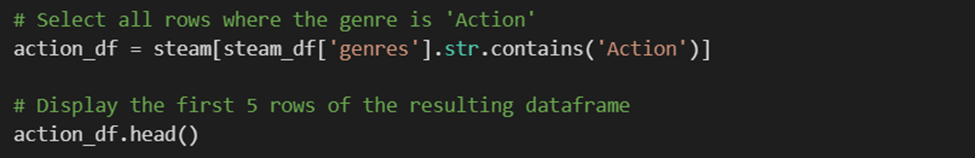 # Select all rows where the genre is 'Action'
action_df = steam[steam_df['genres'].str.contains('Action')]
# Display the first 5 rows of the resulting dataframe
action_df.head()